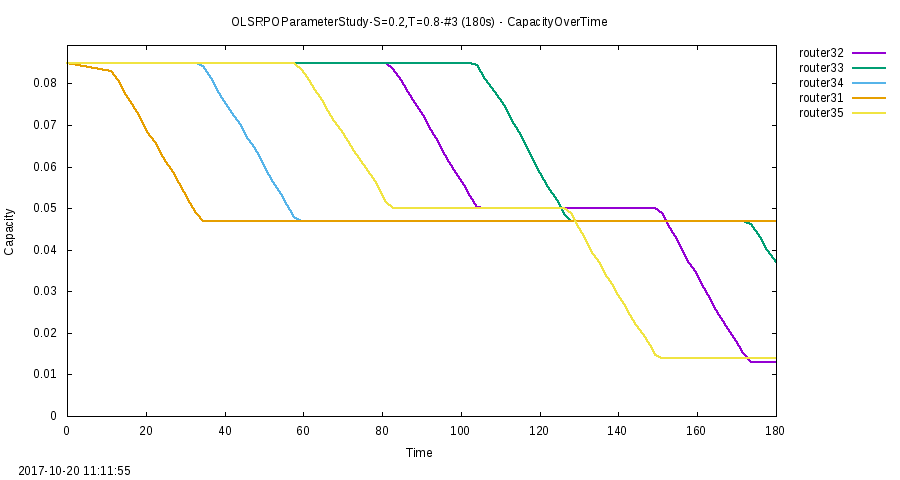 OLSRPOParameterStudy-S=0.2,T=0.8-#3 (180s) - CapacityOverTime
router32
router33
router34
router31
router35
0.08
0.07
0.06
0.05
0.04
0.03
0.02
0.01
0
Capacity
0 20 40 60 80 100 120 140 160 180
Time
2017-10-20 11:11:55